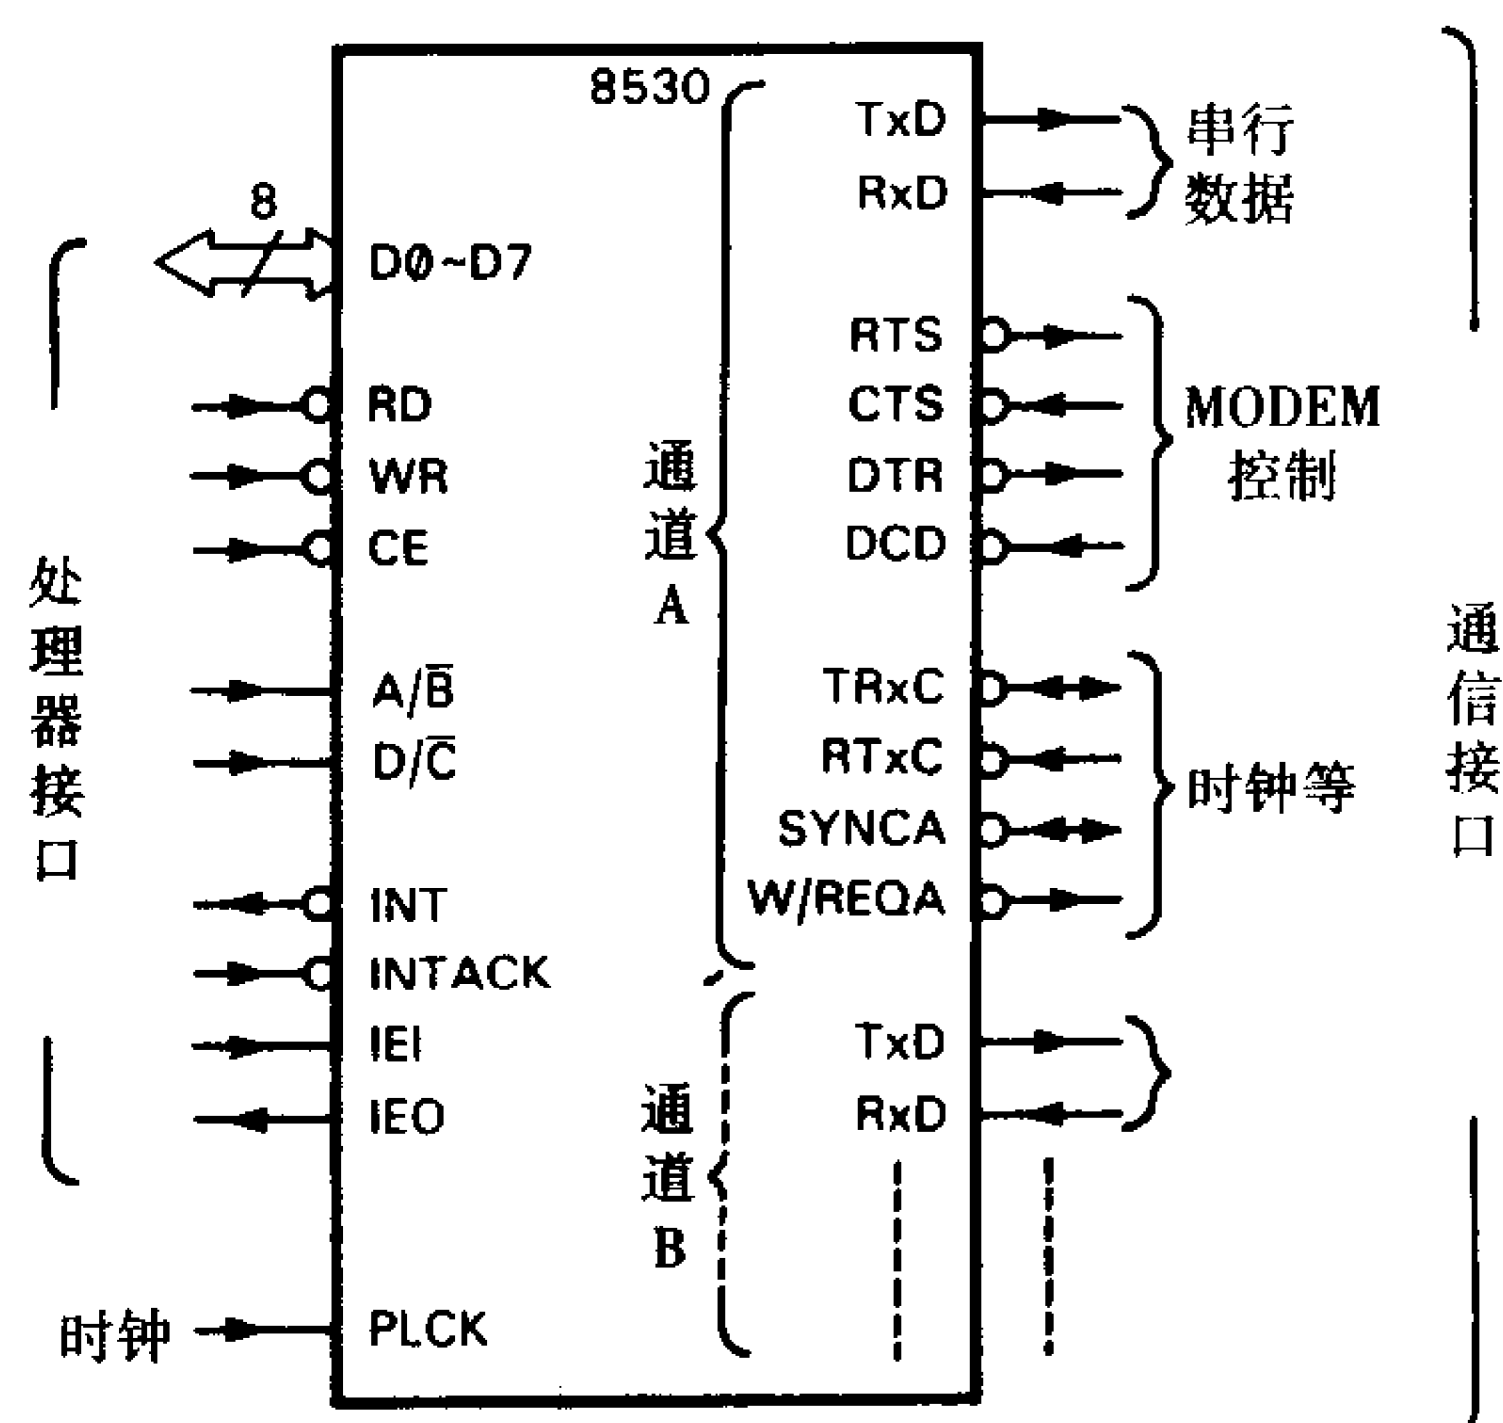 8530
8
D0~D7
RD
WR
CE
A/B̅
D/C̅
INT
INTACK
IEI
IEO
PLCK
处理器接口
时钟
通道A
TxD
RxD
RTS
CTS
DTR
DCD
TRxC
RTxC
SYNCA
W/REQA
通道B
TxD
RxD
串行
数据
MODEM
控制
时钟等
通信接口